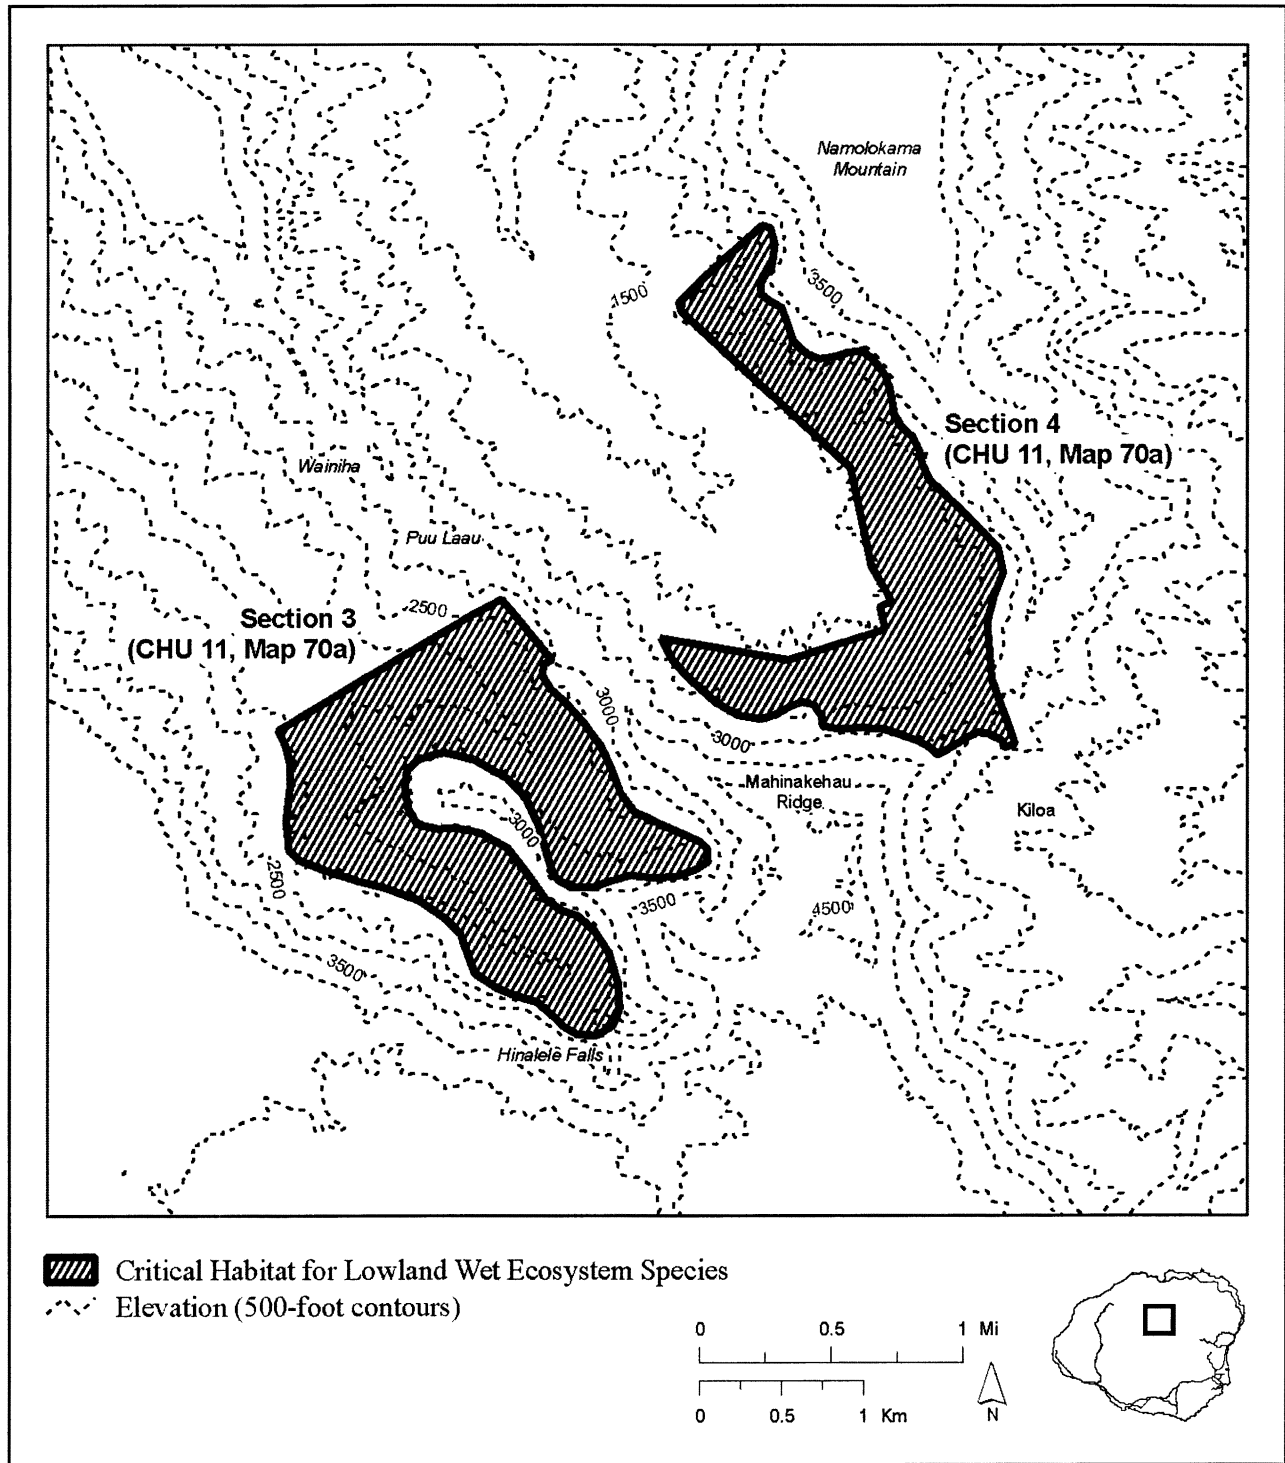 Namolokama
Mountain
3500
1500
Section 4
(CHU 11, Map 70a)
Wainiha
Puu Laau
2500
Section 3
(CHU 11, Map 70a)
3000
3000
Mahinakehau
Ridge
Kiloa
3000
2500
3500
4500
3500
Hinalele Falls
Critical Habitat for Lowland Wet Ecosystem Species
Elevation (500-foot contours)
0 0.5 1 Mi
0 0.5 1 Km
N